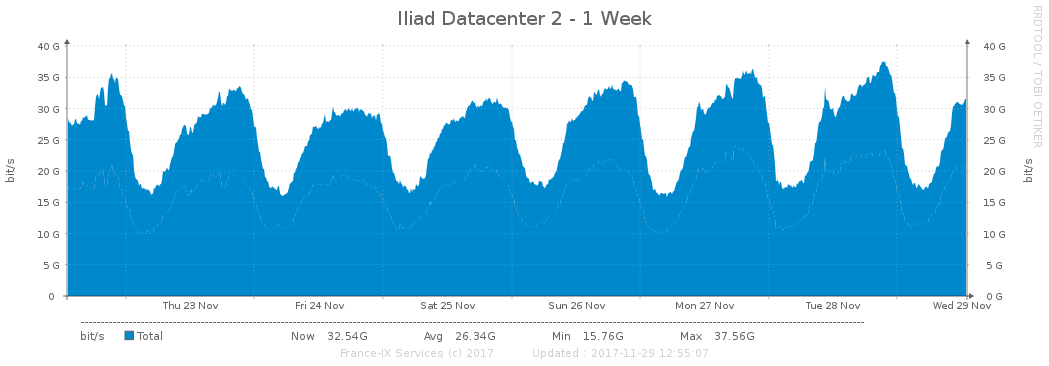 Iliad Datacenter 2 - 1 Week
RRDTOOL / TOBI OETIKER
40 G 40 G
35 G 35 G
30 G 30 G
25 G 25 G
20 G 20 G
15 G 15 G
10 G 10 G
5 G 5 G
0 0 G
bit/s
bit/s
Thu 23 Nov Fri 24 Nov Sat 25 Nov Sun 26 Nov Mon 27 Nov Tue 28 Nov Wed 29 Nov
bit/s Total Now 32.54G Avg 26.34G Min 15.76G Max 37.56G
France-IX Services (c) 2017 Updated : 2017-11-29 12:55:07